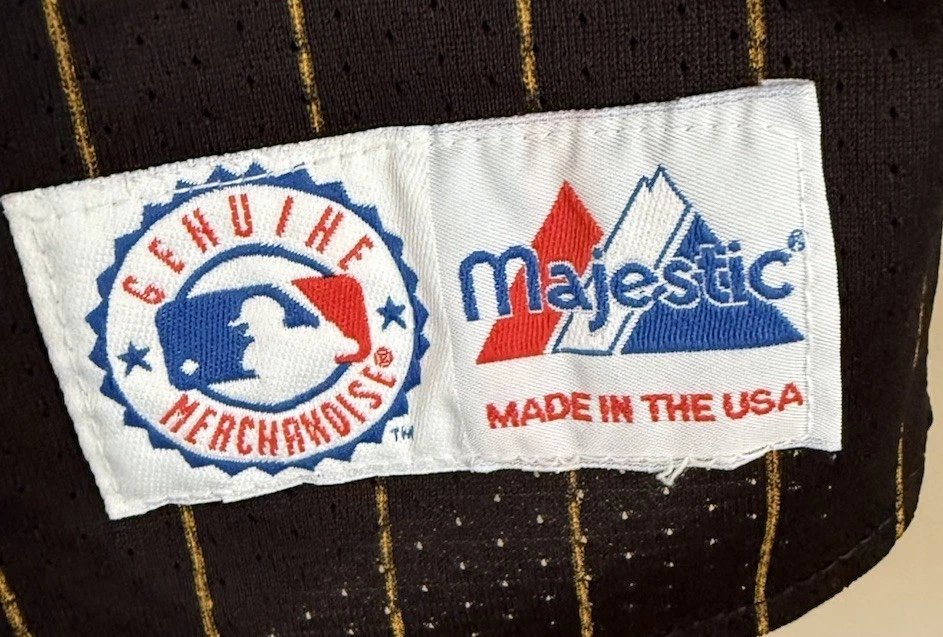 GENUINE
MERCHANDISE®
TM
majestic®
MADE IN THE USA